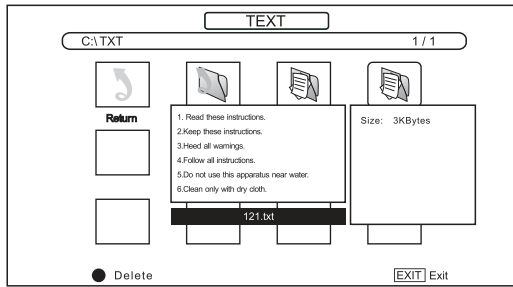 TEXT
C:\ TXT 1 / 1
Return
1. Read these instructions.
2.Keep these instructions.
3.Heed all warnings.
4.Follow all instructions.
5.Do not use this apparatus near water.
6.Clean only with dry cloth.
Size: 3KBytes
121.txt
Delete
EXIT Exit